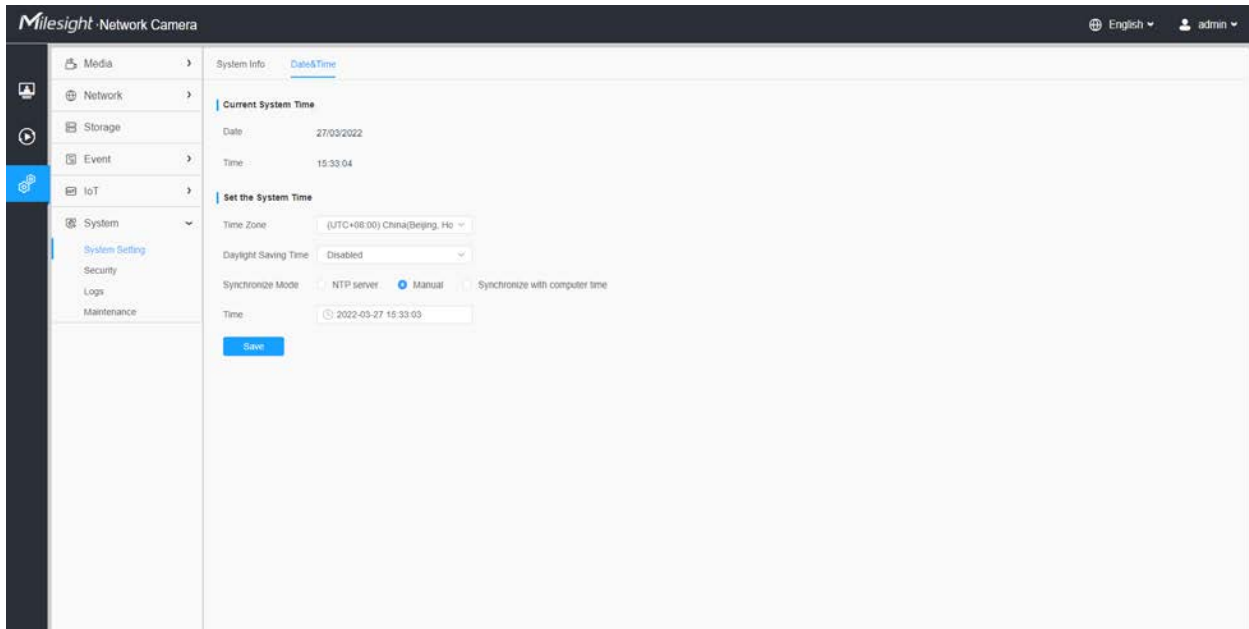 Milesight · Network Camera
English
admin
Media
Network
Storage
Event
IoT
System
System Setting
Security
Logs
Maintenance
System Info Date&Time
Current System Time
Date 27/03/2022
Time 15:33:04
Set the System Time
Time Zone (UTC+08:00) China(Beijing, Ho
Daylight Saving Time Disabled
Synchronize Mode NTP server Manual Synchronize with computer time
Time 2022-03-27 15:33:03
Save